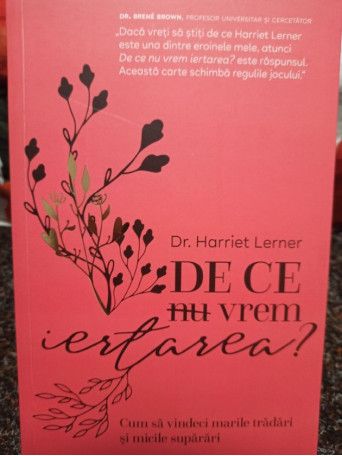 DR. BRENÉ BROWN, PROFESOR UNIVERSITAR ȘI CERCETĂTOR
„Dacă vreți să știți de ce Harriet Lerner
este una dintre eroinele mele, atunci
De ce nu vrem iertarea? este răspunsul.
Această carte schimbă regulile jocului."
Dr. Harriet Lerner
DE CE
nu vrem
iertarea?
Cum să vindeci marile trădări
și micile supărări